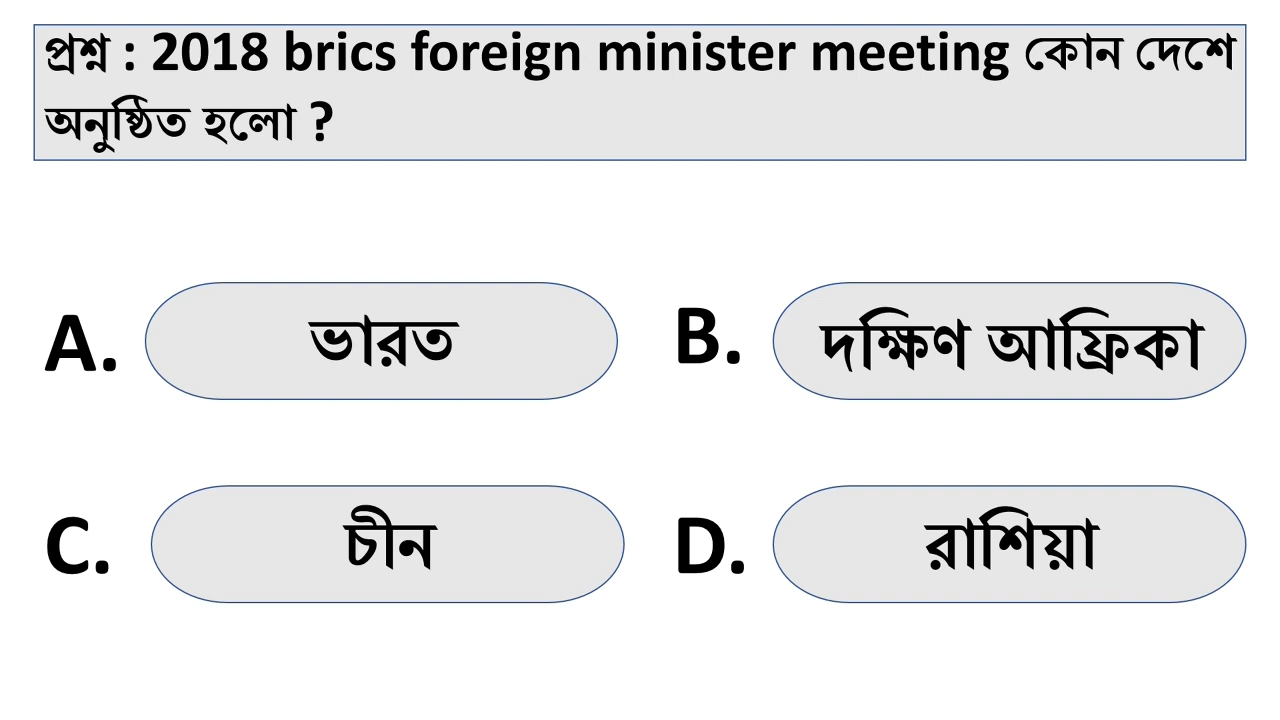 প্রশ্ন : 2018 brics foreign minister meeting কোন দেশে
অনুষ্ঠিত হলো ?
A. ভারত
B. দক্ষিণ আফ্রিকা
C. চীন
D. রাশিয়া